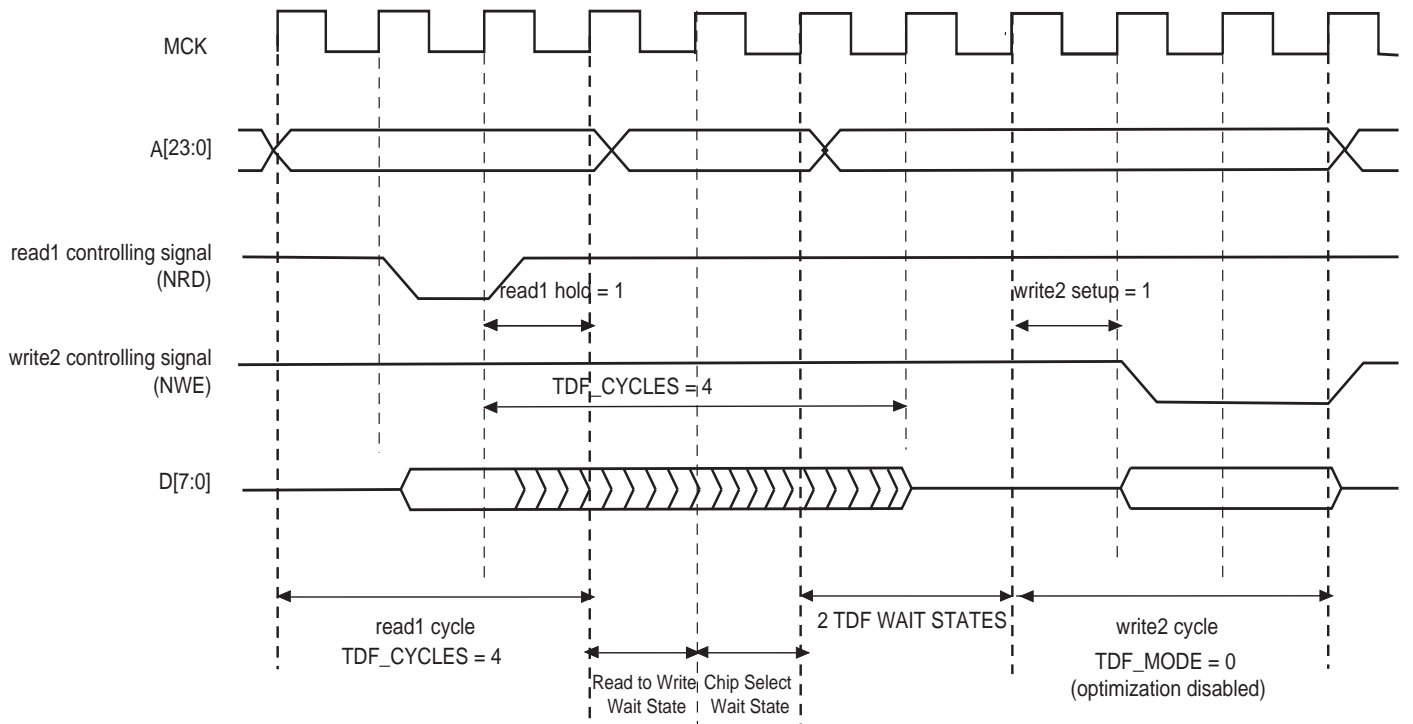 MCK
A[23:0]
read1 controlling signal
(NRD)
read1 hold = 1
write2 setup = 1
write2 controlling signal
(NWE)
TDF_CYCLES = 4
D[7:0]
read1 cycle
TDF_CYCLES = 4
2 TDF WAIT STATES
write2 cycle
TDF_MODE = 0
(optimization disabled)
Read to Write
Wait State
Chip Select
Wait State